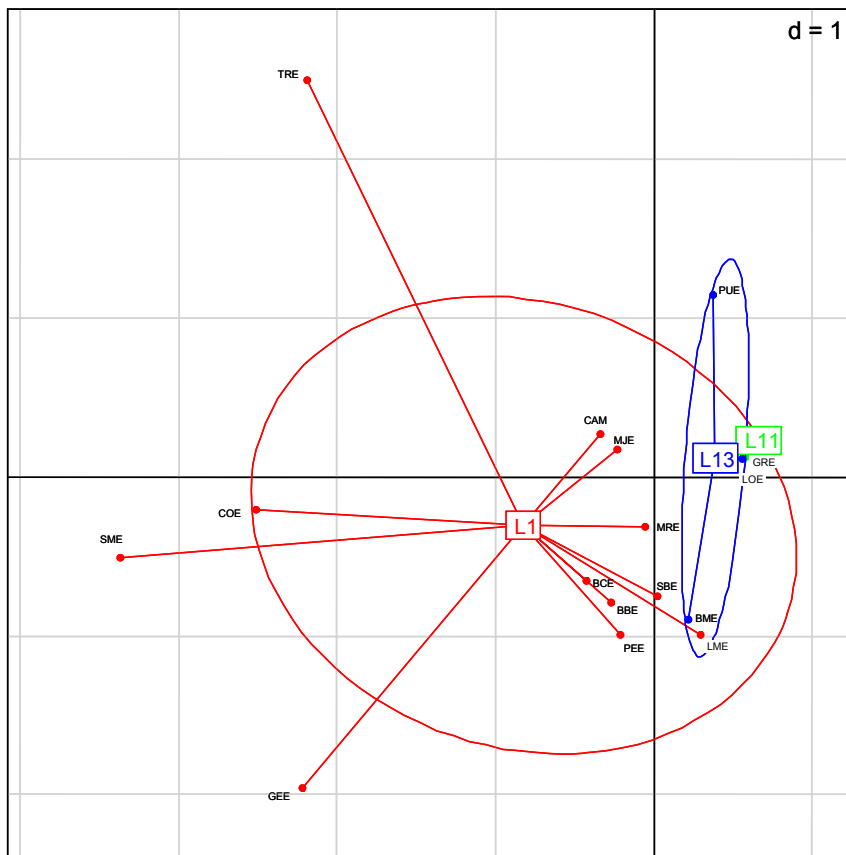 d = 1
TRE
PUE
CAM
MJE
L11
L13
GRE
LOE
COE
SME
L1
MRE
BCE
SBE
BBE
BME
PEE
LME
GEE